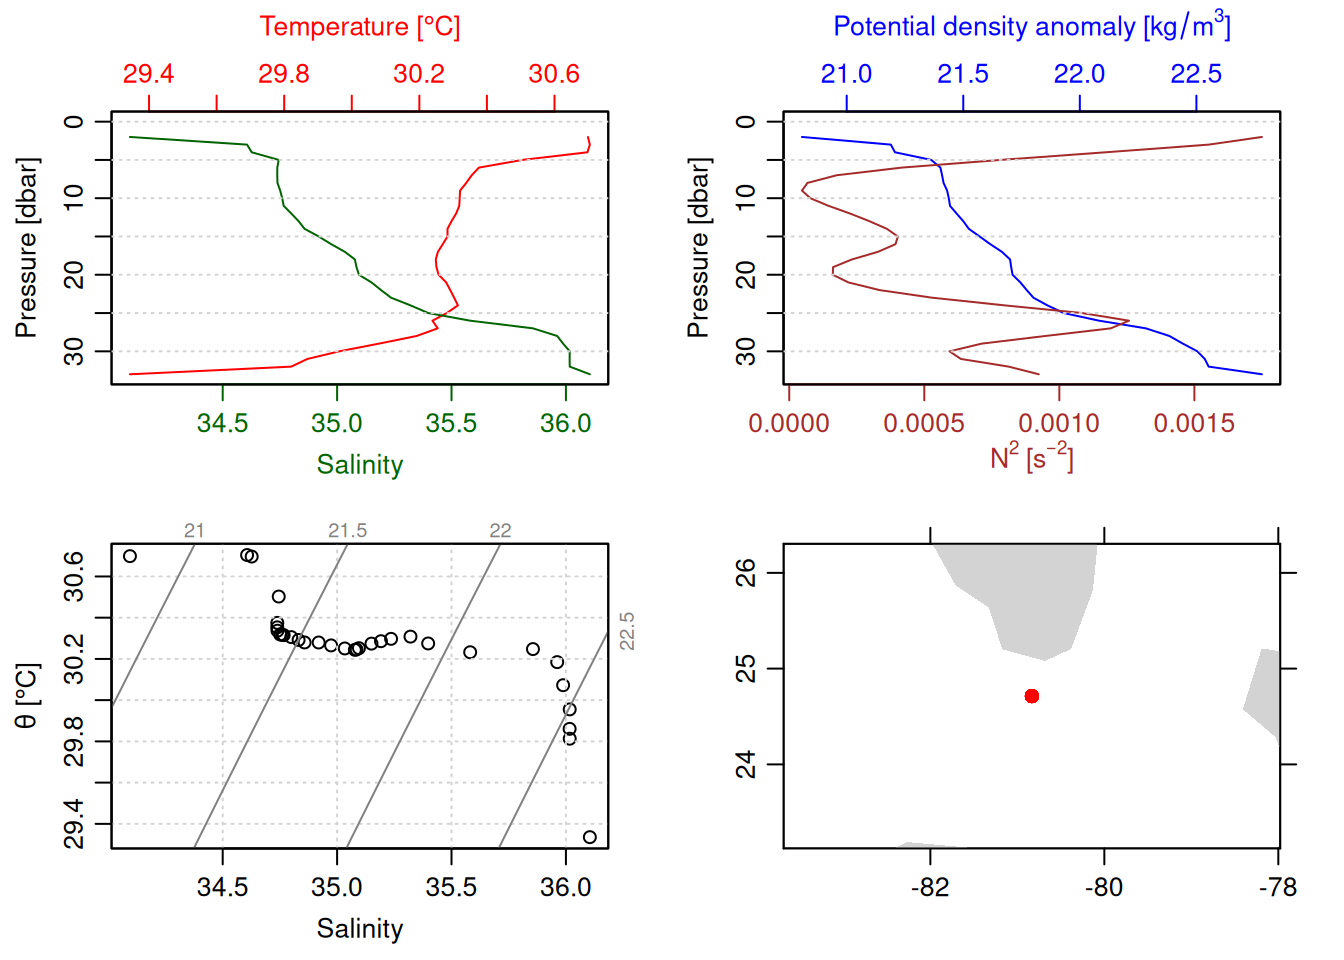 Temperature [°C]
29.4 29.8 30.2 30.6
Pressure [dbar]
0 10 20 30
34.5 35.0 35.5 36.0
Salinity
Potential density anomaly [kg/m³]
21.0 21.5 22.0 22.5
Pressure [dbar]
0 10 20 30
0.0000 0.0005 0.0010 0.0015
N² [s⁻²]
21 21.5 22
22.5
θ [°C]
30.6 30.2 29.8 29.4
34.5 35.0 35.5 36.0
Salinity
26 25 24
-82 -80 -78